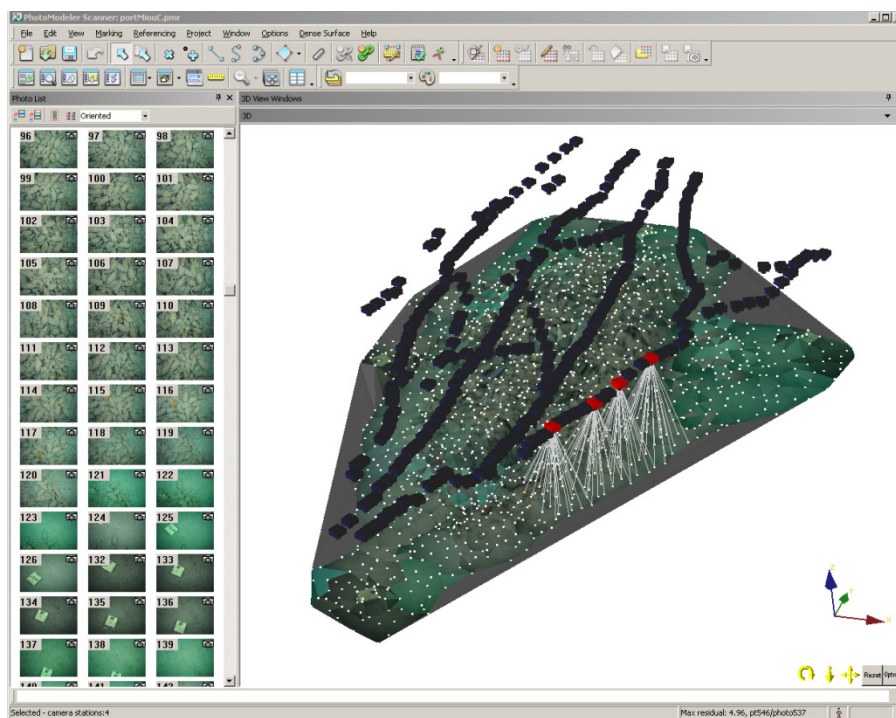 PhotoModeler Scanner: portMiouC.pmr
File Edit View Marking Referencing Project Window Options Dense Surface Help
Photo List
3D View Windows
Oriented
3D
96 97 98
99 100 101
102 103 104
105 106 107
108 109 110
111 112 113
114 115 116
117 118 119
120 121 122
123 124 125
126 132 133
134 135 136
137 138 139
140 141 142
Z
Y
X
Reset
Selected - camera stations:4
Max residual: 4.96, pt546/photo537